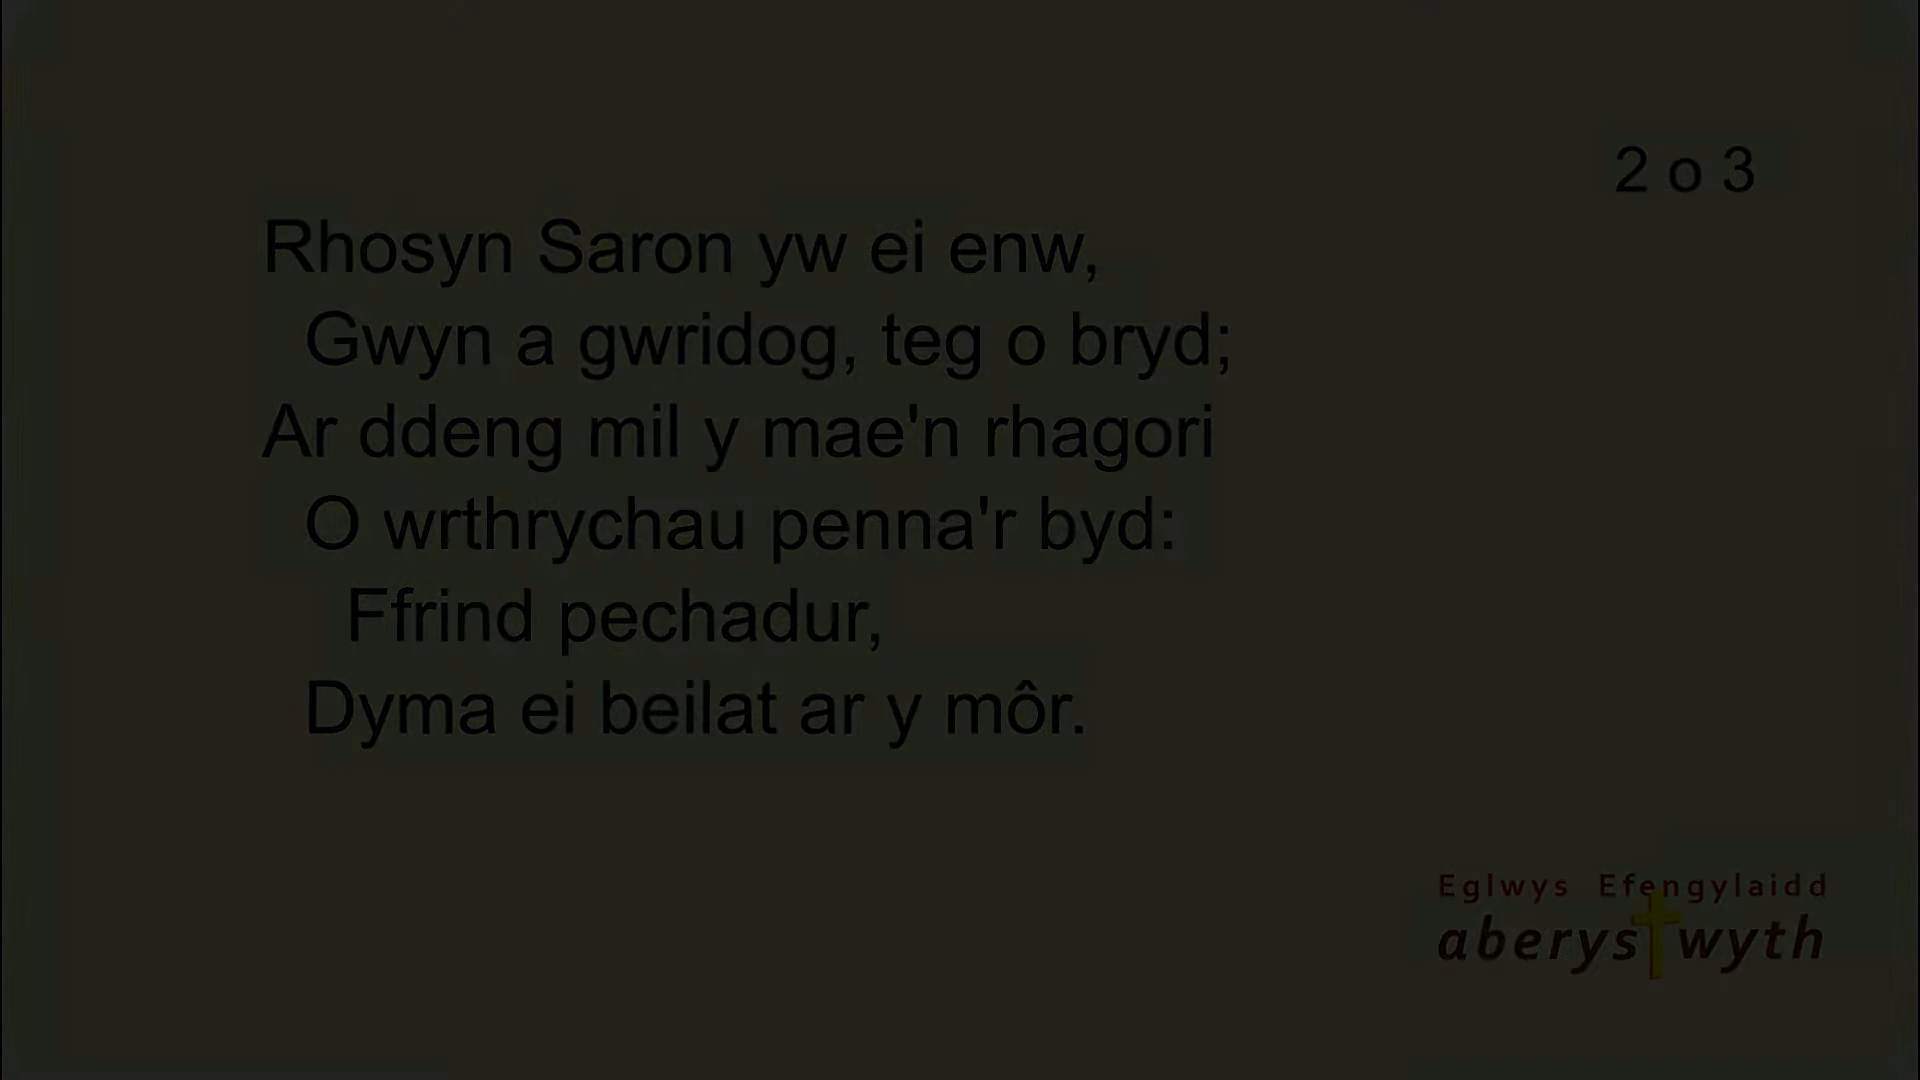 2 o 3
Rhosyn Saron yw ei enw,
Gwyn a gwridog, teg o bryd;
Ar ddeng mil y mae'n rhagori
O wrthrychau penna'r byd:
Ffrind pechadur,
Dyma ei beilat ar y môr.
Eglwys Efengylaidd
aberystwyth